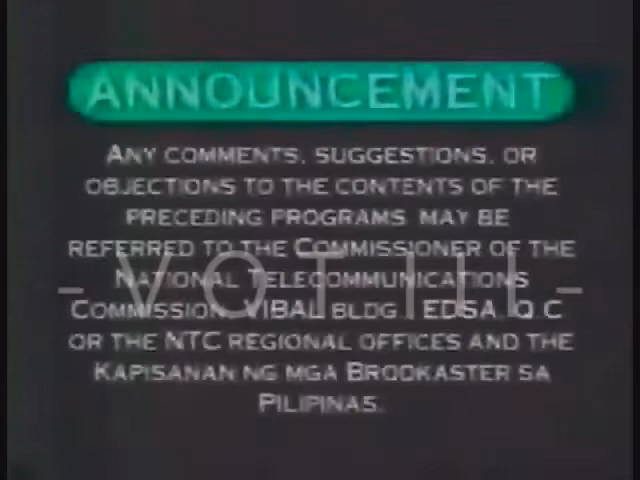 ANNOUNCEMENT
ANY COMMENTS, SUGGESTIONS, OR
OBJECTIONS TO THE CONTENTS OF THE
PRECEDING PROGRAMS MAY BE
REFERRED TO THE COMMISSIONER OF THE
NATIONAL TELECOMMUNICATIONS
- VOT III -
COMMISSION, VIBAL BLDG., EDSA, Q.C
OR THE NTC REGIONAL OFFICES AND THE
KAPISANAN NG MGA BRODKASTER SA
PILIPINAS.